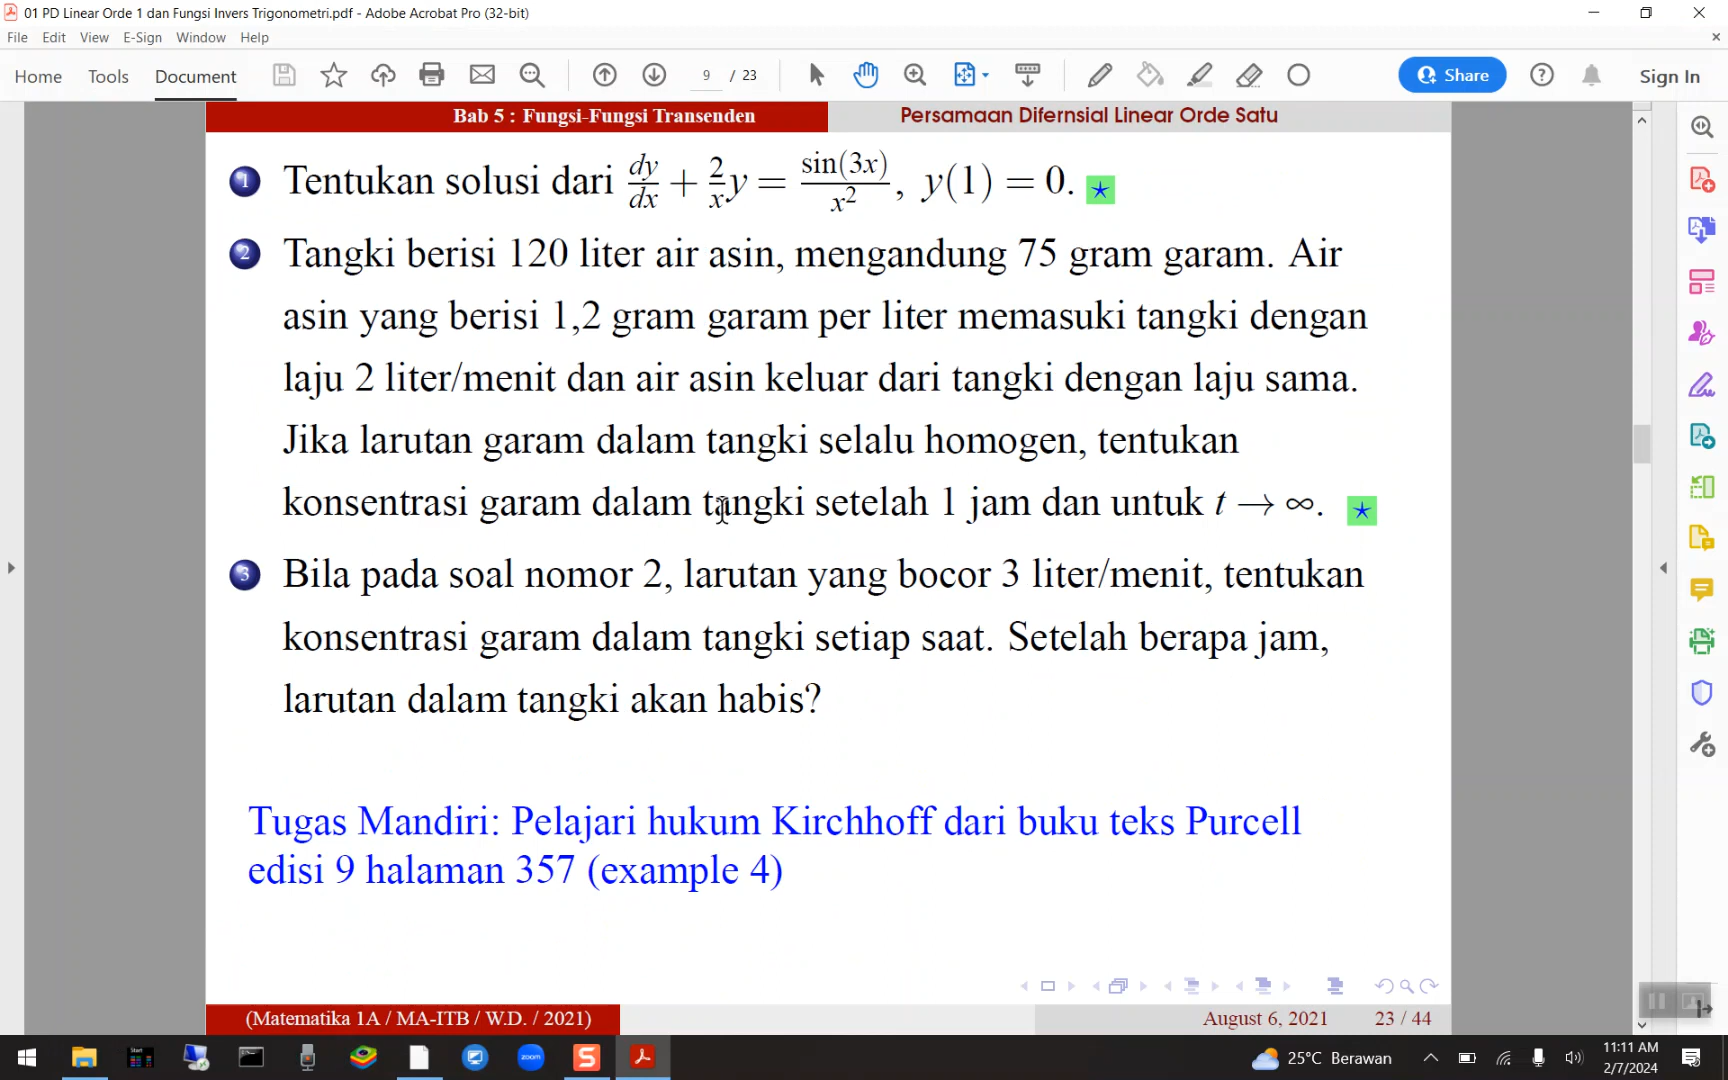 01 PD Linear Orde 1 dan Fungsi Invers Trigonometri.pdf - Adobe Acrobat Pro (32-bit)
File Edit View E-Sign Window Help
Home Tools Document 9 / 23 Share Sign In
Bab 5 : Fungsi-Fungsi Transenden Persamaan Difernsial Linear Orde Satu
1 Tentukan solusi dari dy/dx + 2/x y = sin(3x)/x², y(1) = 0. ★
2 Tangki berisi 120 liter air asin, mengandung 75 gram garam. Air
asin yang berisi 1,2 gram garam per liter memasuki tangki dengan
laju 2 liter/menit dan air asin keluar dari tangki dengan laju sama.
Jika larutan garam dalam tangki selalu homogen, tentukan
konsentrasi garam dalam tangki setelah 1 jam dan untuk t → ∞. ★
3 Bila pada soal nomor 2, larutan yang bocor 3 liter/menit, tentukan
konsentrasi garam dalam tangki setiap saat. Setelah berapa jam,
larutan dalam tangki akan habis?
Tugas Mandiri: Pelajari hukum Kirchhoff dari buku teks Purcell
edisi 9 halaman 357 (example 4)
(Matematika 1A / MA-ITB / W.D. / 2021) August 6, 2021 23 / 44
Start zoom S 25°C Berawan 11:11 AM
2/7/2024